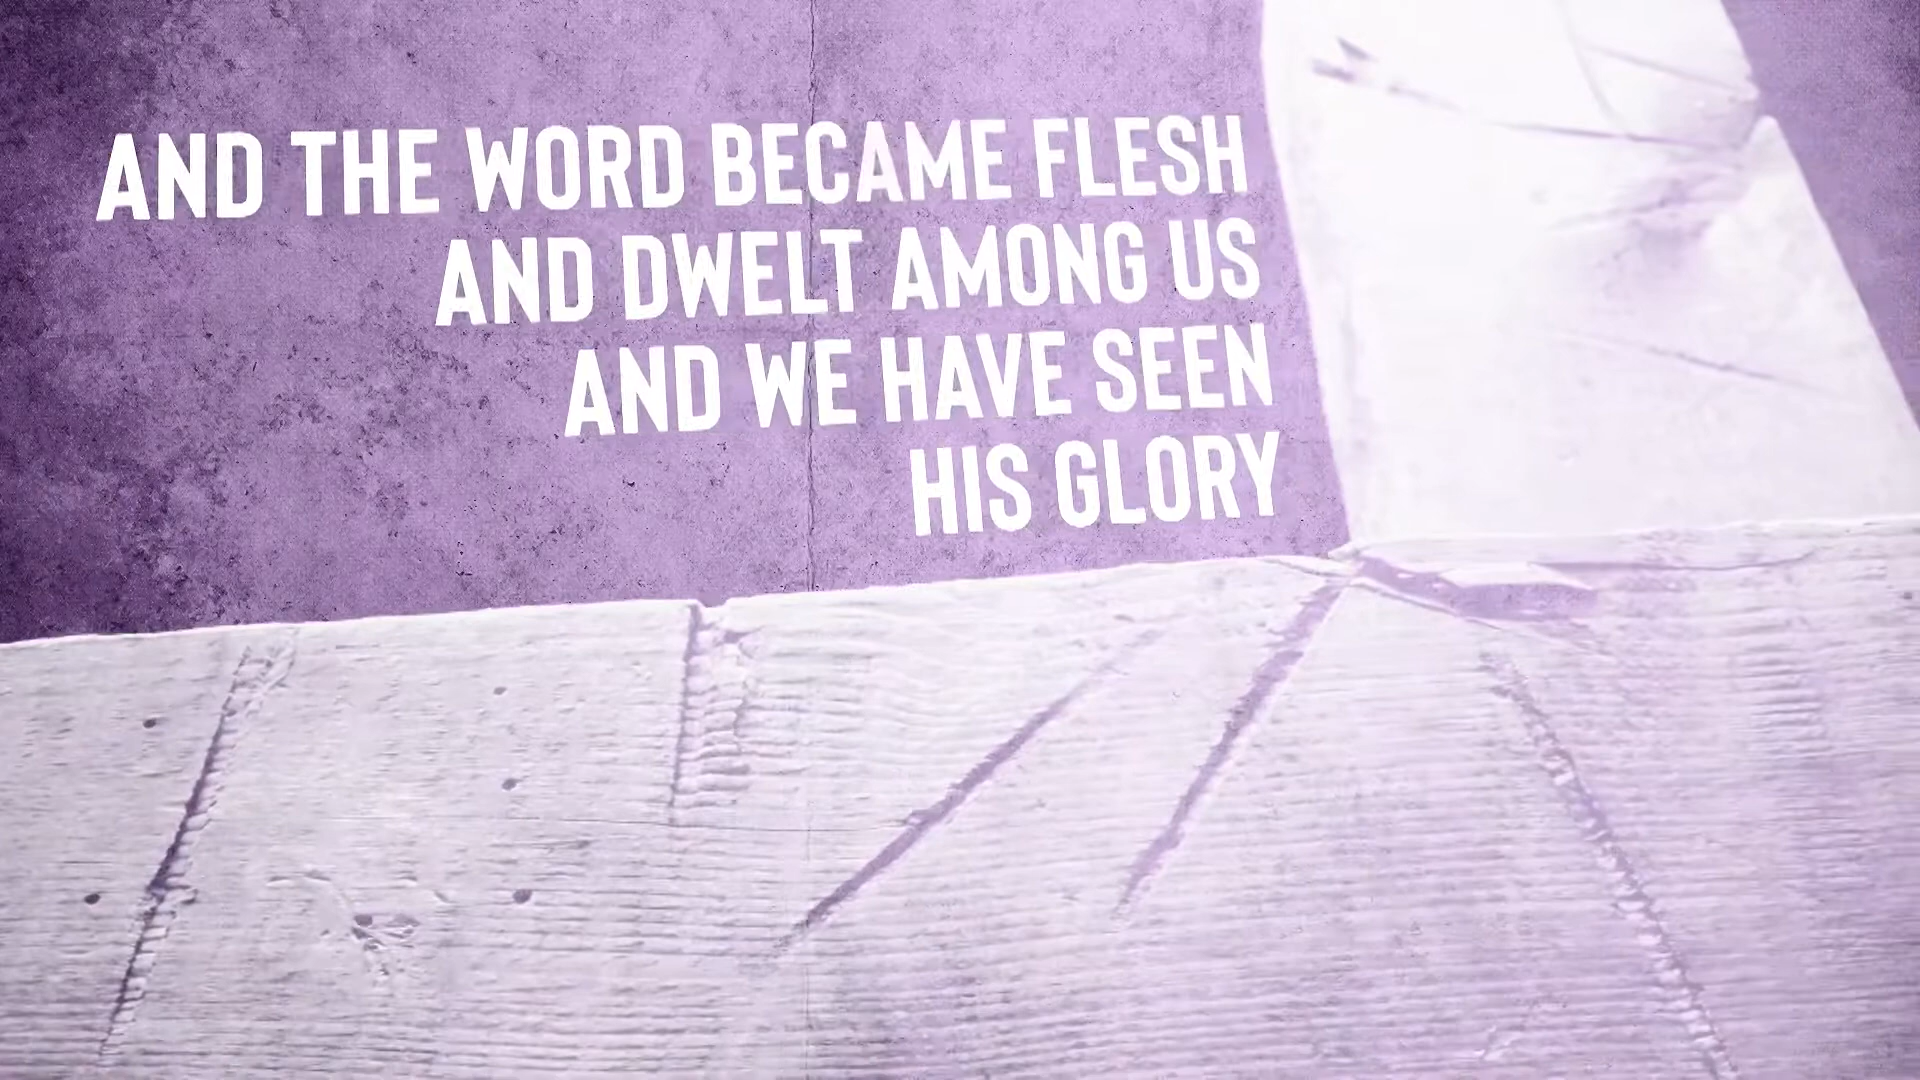 AND THE WORD BECAME FLESH
AND DWELT AMONG US
AND WE HAVE SEEN
HIS GLORY